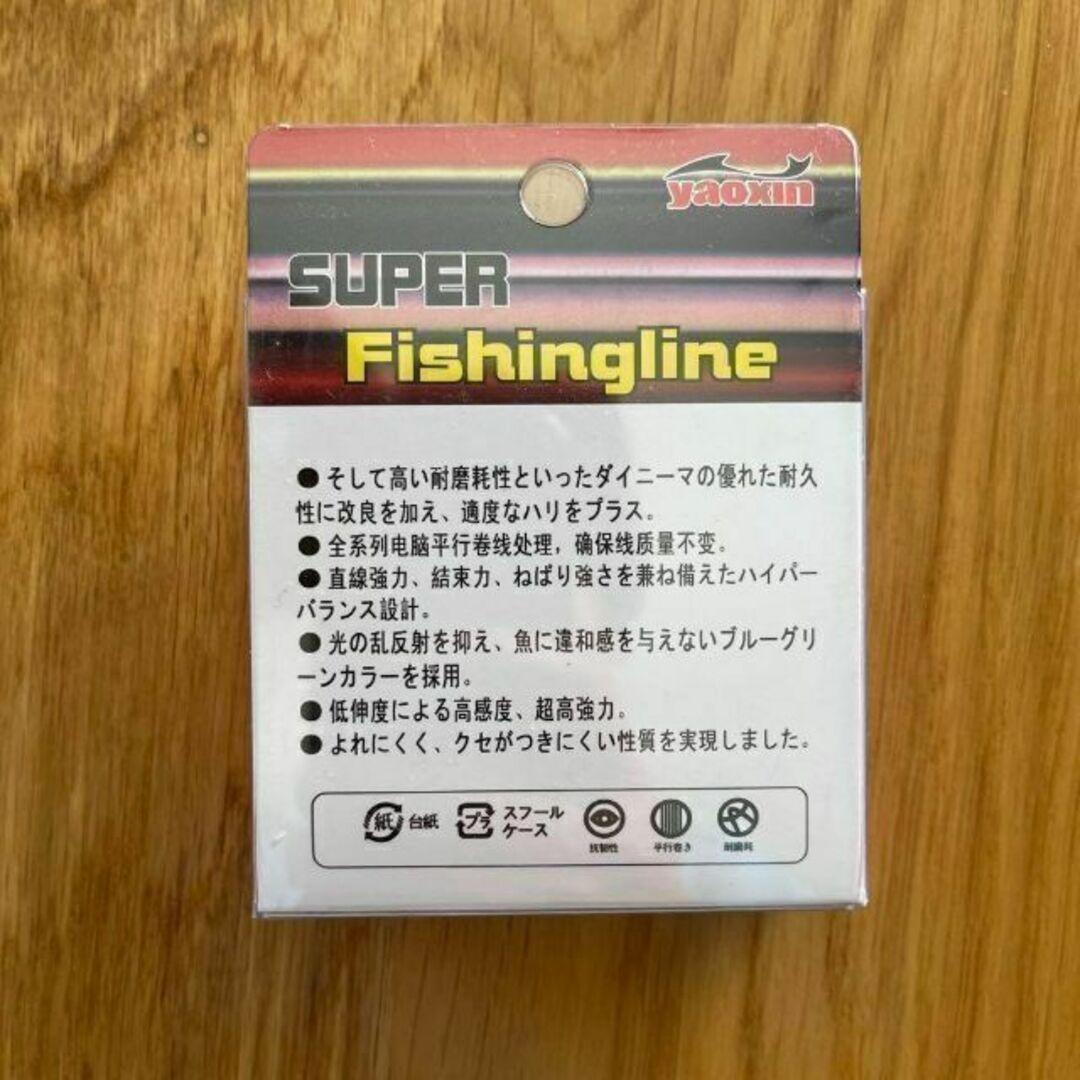 yaoxin
SUPER
Fishingline
● そして高い耐磨耗性といったダイニーマの優れた耐久
性に改良を加え、適度なハリをプラス。
● 全系列电脑平行卷线处理，确保线质量不变。
● 直線強力、結束力、ねばり強さを兼ね備えたハイパー
バランス設計。
● 光の乱反射を抑え、魚に違和感を与えないブルーグリ
ーンカラーを採用。
● 低伸度による高感度、超高強力。
● よれにくく、クセがつきにくい性質を実現しました。
紙 台紙 プラ スフール
ケース
平行巻き 耐磨耗